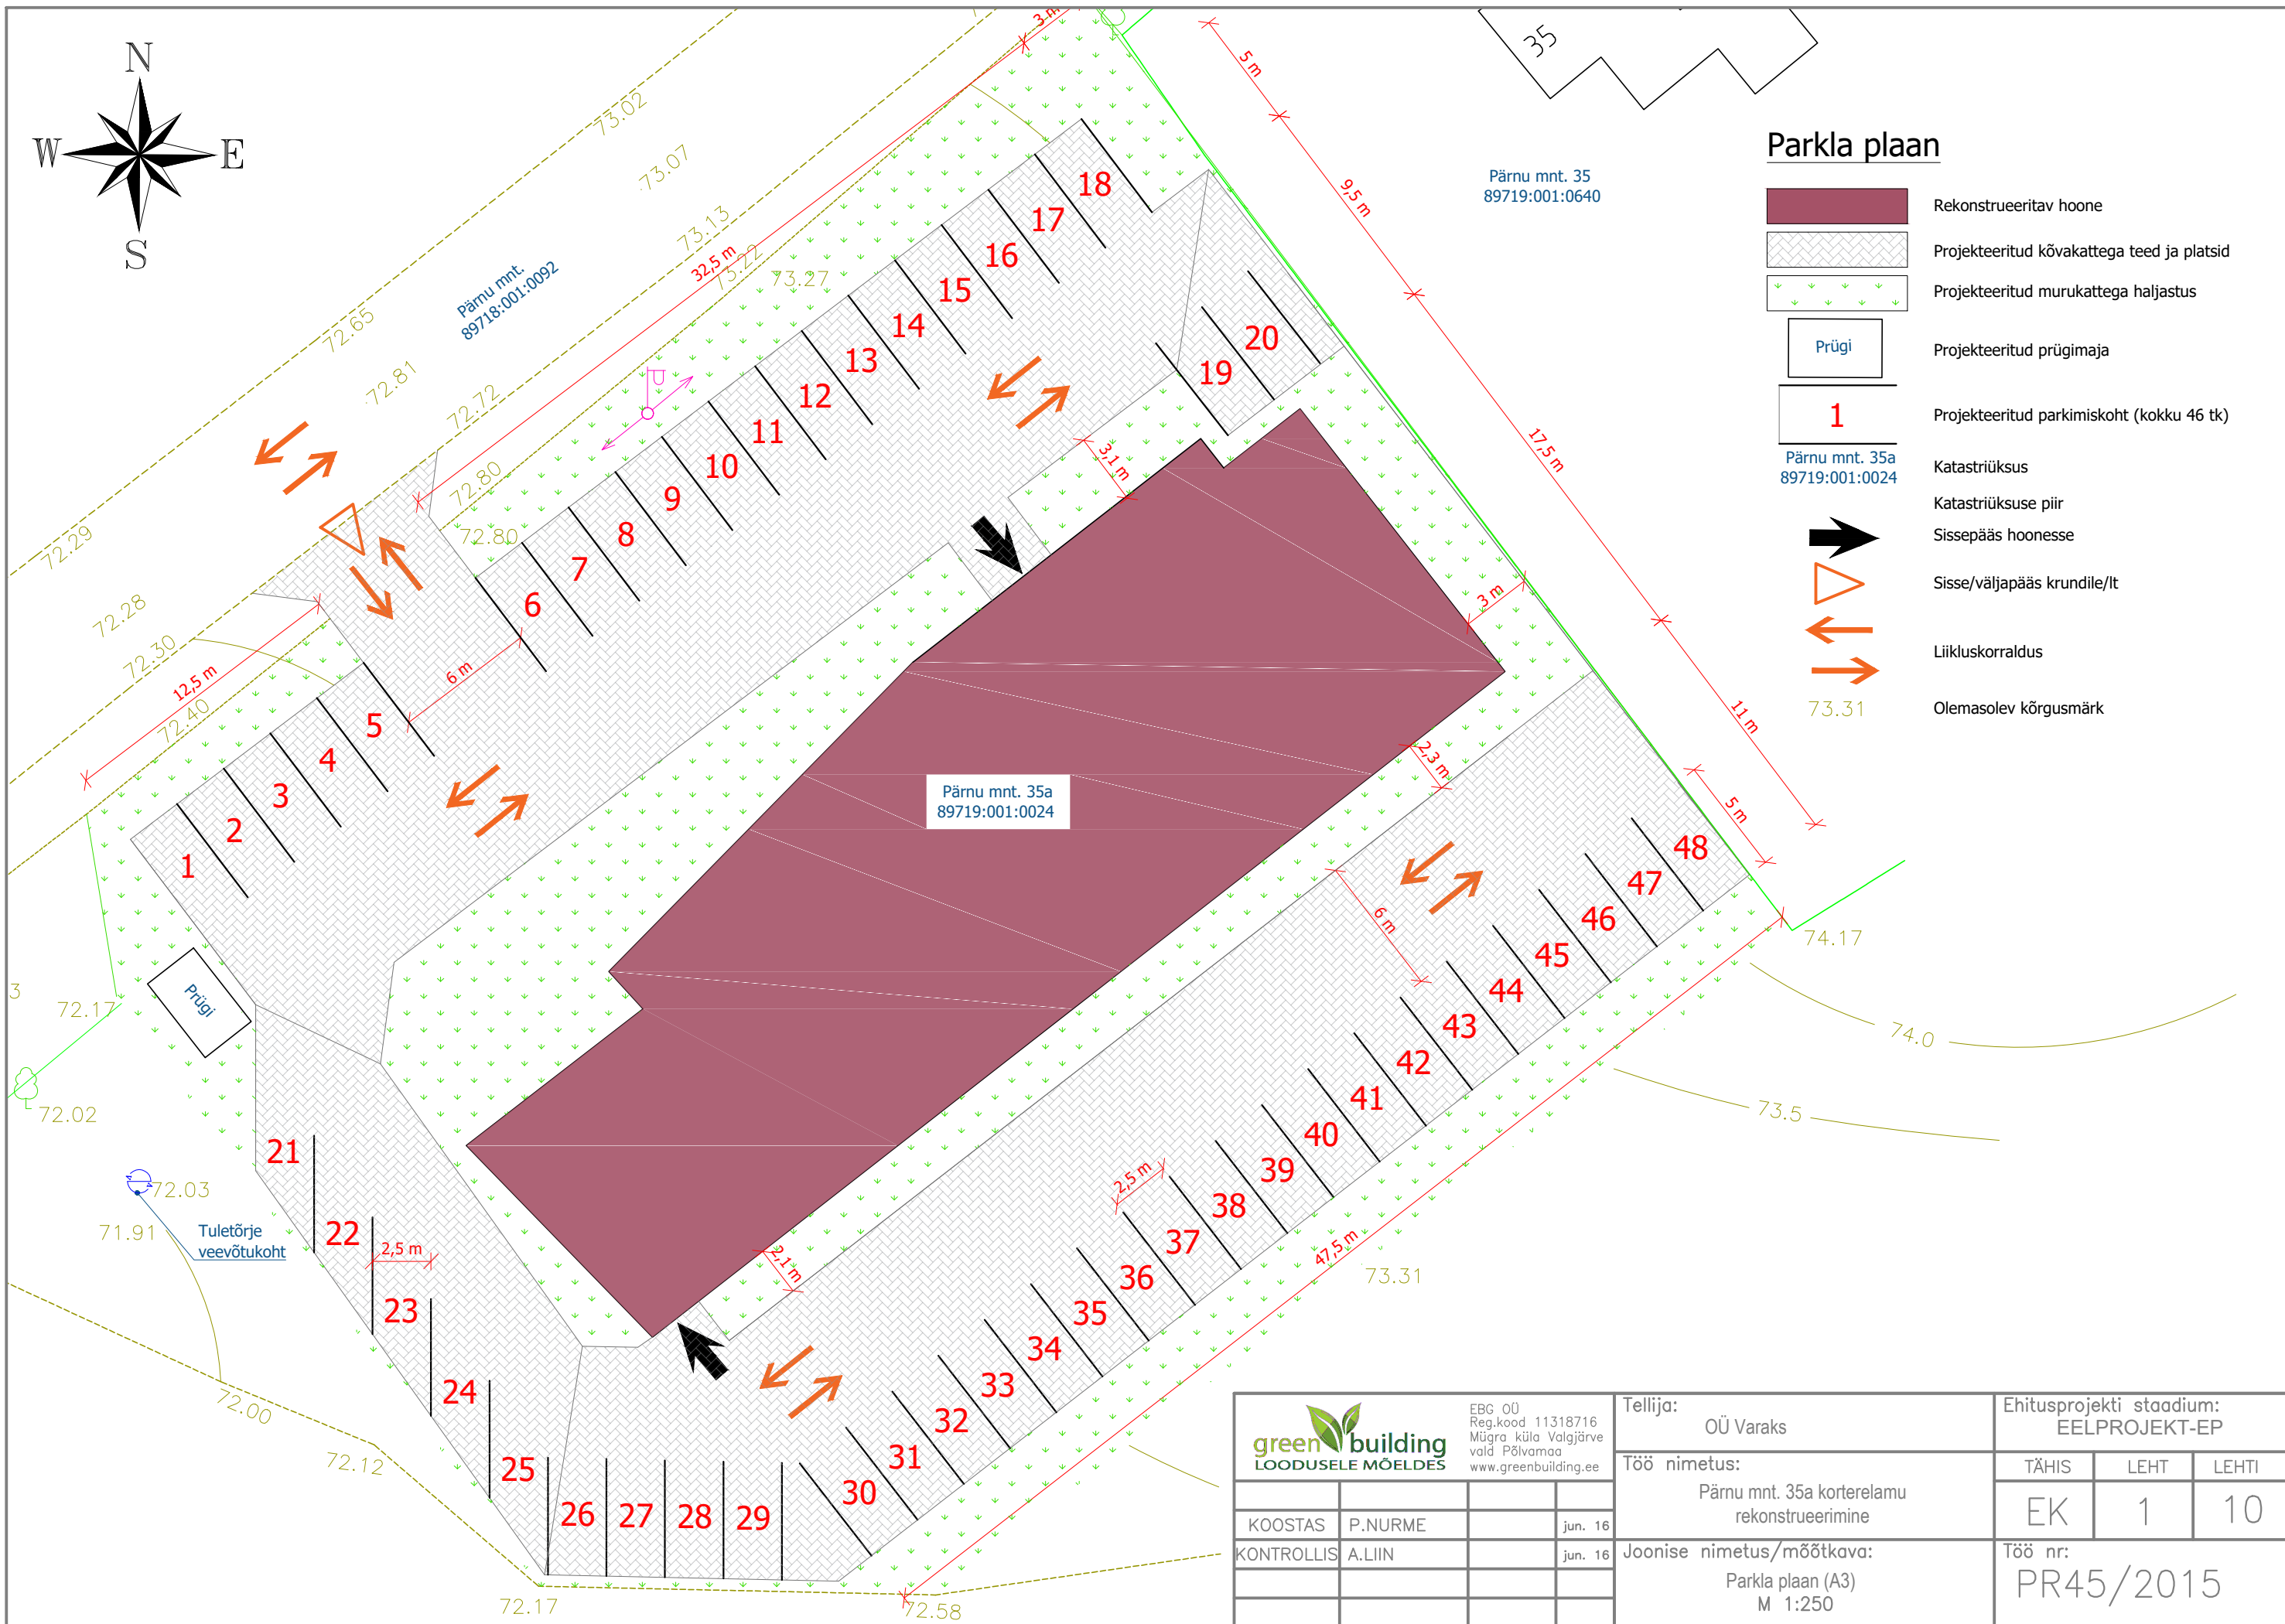 N
W
E
S
Parkla plaan
Rekonstrueeritav hoone
Projekteeritud kõvakattega teed ja platsid
Projekteeritud murukattega haljastus
Prügi
Projekteeritud prügimaja
1
Projekteeritud parkimiskoht (kokku 46 tk)
Pärnu mnt. 35a
89719:001:0024
Katastriüksus
Katastriüksuse piir
Sissepääs hoonesse
Sisse/väljapääs krundile/lt
Liikluskorraldus
73.31
Olemasolev kõrgusmärk
35
Pärnu mnt. 35
89719:001:0640
Pärnu mnt.
89718:001:0092
3 m
5 m
9,5 m
17,5 m
11 m
5 m
32,5 m
12,5 m
6 m
3,1 m
3 m
2,3 m
6 m
2,5 m
47,5 m
2,1 m
2,5 m
73.02
73.07
73.13
73.22
73.27
72.65
72.81
72.72
72.80
72.80
72.29
72.28
72.30
72.40
3
72.17
72.02
72.03
71.91
72.00
72.12
72.17
72.58
73.31
73.5
74.0
74.17
1
2
3
4
5
6
7
8
9
10
11
12
13
14
15
16
17
18
19
20
21
22
23
24
25
26
27
28
29
30
31
32
33
34
35
36
37
38
39
40
41
42
43
44
45
46
47
48
Pärnu mnt. 35a
89719:001:0024
Prügi
Tuletõrje
veevõtukoht
green building
LOODUSELE MÕELDES
EBG OÜ
Reg.kood 11318716
Mügra küla Valgjärve
vald Põlvamaa
www.greenbuilding.ee
KOOSTAS P.NURME jun. 16
KONTROLLIS A.LIIN jun. 16
Tellija:
OÜ Varaks
Töö nimetus:
Pärnu mnt. 35a korterelamu
rekonstrueerimine
Joonise nimetus/mõõtkava:
Parkla plaan (A3)
M 1:250
Ehitusprojekti staadium:
EELPROJEKT-EP
TÄHIS LEHT LEHTI
EK 1 10
Töö nr:
PR45/2015